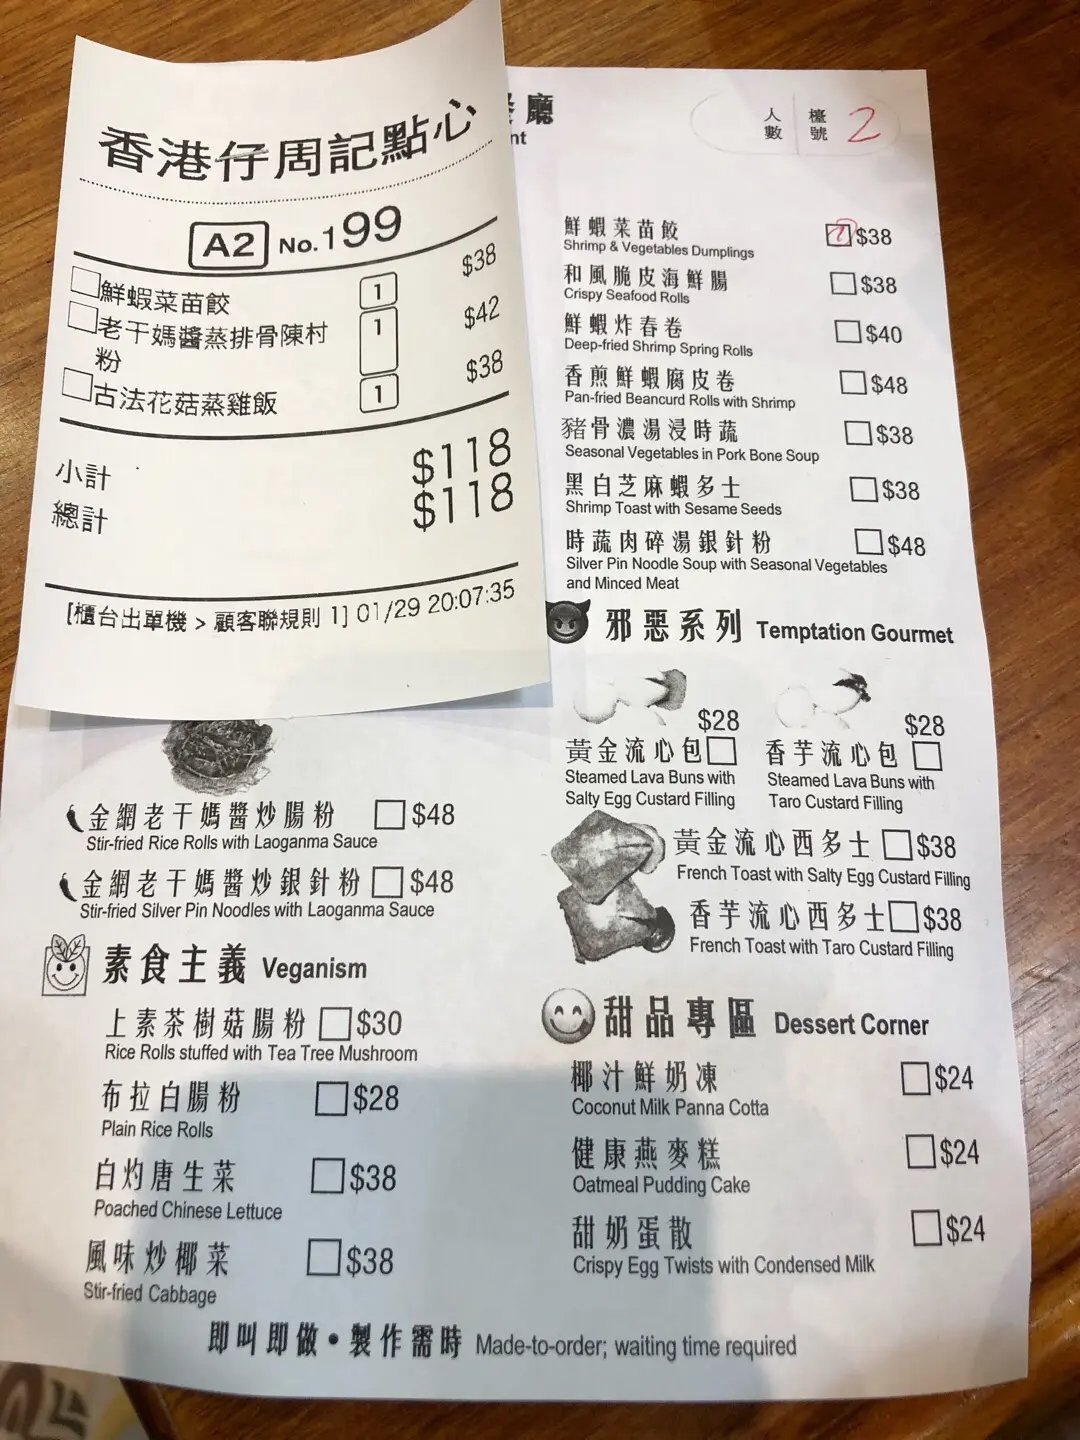 香港仔周記點心
A2 No.199
鮮蝦菜苗餃 1 $38
老干媽醬蒸排骨陳村
粉 1 $42
古法花菇蒸雞飯 1 $38
小計 $118
總計 $118
[櫃台出單機 > 顧客聯規則 1] 01/29 20:07:35
廳
nt
人數 檯號 2
鮮蝦菜苗餃 1 $38
Shrimp & Vegetables Dumplings
和風脆皮海鮮腸 $38
Crispy Seafood Rolls
鮮蝦炸春卷 $40
Deep-fried Shrimp Spring Rolls
香煎鮮蝦腐皮卷 $48
Pan-fried Beancurd Rolls with Shrimp
豬骨濃湯浸時蔬 $38
Seasonal Vegetables in Pork Bone Soup
黑白芝麻蝦多士 $38
Shrimp Toast with Sesame Seeds
時蔬肉碎湯銀針粉 $48
Silver Pin Noodle Soup with Seasonal Vegetables
and Minced Meat
邪惡系列 Temptation Gourmet
$28
黃金流心包
Steamed Lava Buns with
Salty Egg Custard Filling
$28
香芋流心包
Steamed Lava Buns with
Taro Custard Filling
黃金流心西多士 $38
French Toast with Salty Egg Custard Filling
香芋流心西多士 $38
French Toast with Taro Custard Filling
甜品專區 Dessert Corner
椰汁鮮奶凍 $24
Coconut Milk Panna Cotta
健康燕麥糕 $24
Oatmeal Pudding Cake
甜奶蛋散 $24
Crispy Egg Twists with Condensed Milk
金網老干媽醬炒腸粉 $48
Stir-fried Rice Rolls with Laoganma Sauce
金網老干媽醬炒銀針粉 $48
Stir-fried Silver Pin Noodles with Laoganma Sauce
素食主義 Veganism
上素茶樹菇腸粉 $30
Rice Rolls stuffed with Tea Tree Mushroom
布拉白腸粉 $28
Plain Rice Rolls
白灼唐生菜 $38
Poached Chinese Lettuce
風味炒椰菜 $38
Stir-fried Cabbage
即叫即做•製作需時 Made-to-order; waiting time required